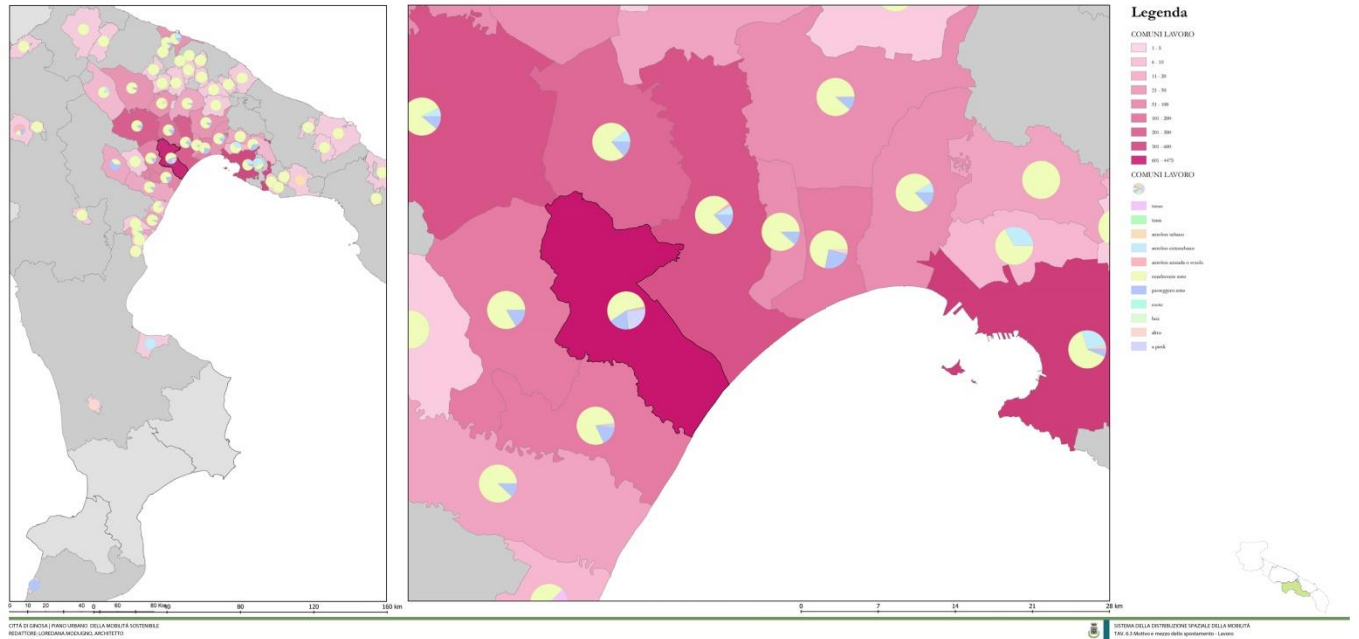 Legenda
COMUNI LAVORO
1 - 5
6 - 10
11 - 20
21 - 50
51 - 100
101 - 200
201 - 300
301 - 600
601 - 4475
COMUNI LAVORO
treno
tram
autobus urbano
autobus extraurbano
autobus aziendale o scuola
conducente auto
passeggero auto
moto
bici
altro
a piedi
0 10 20 40 0 60 80 Km 40 80 120 160 km
0 7 14 21 28 km
CITTÀ DI GINOSA | PIANO URBANO DELLA MOBILITÀ SOSTENIBILE
REDATTORE: LOREDANA MODUGNO, ARCHITETTO
SISTEMA DELLA DISTRIBUZIONE SPAZIALE DELLA MOBILITÀ
TAV. 6.3 Motivo e mezzo dello spostamento - Lavoro